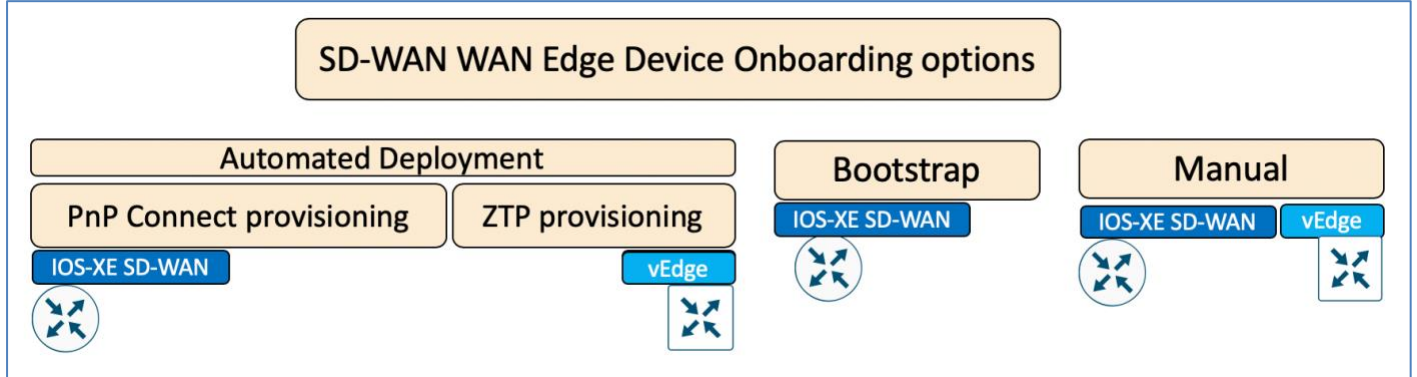 SD-WAN WAN Edge Device Onboarding options
Automated Deployment
PnP Connect provisioning
ZTP provisioning
IOS-XE SD-WAN
vEdge
Bootstrap
IOS-XE SD-WAN
Manual
IOS-XE SD-WAN
vEdge